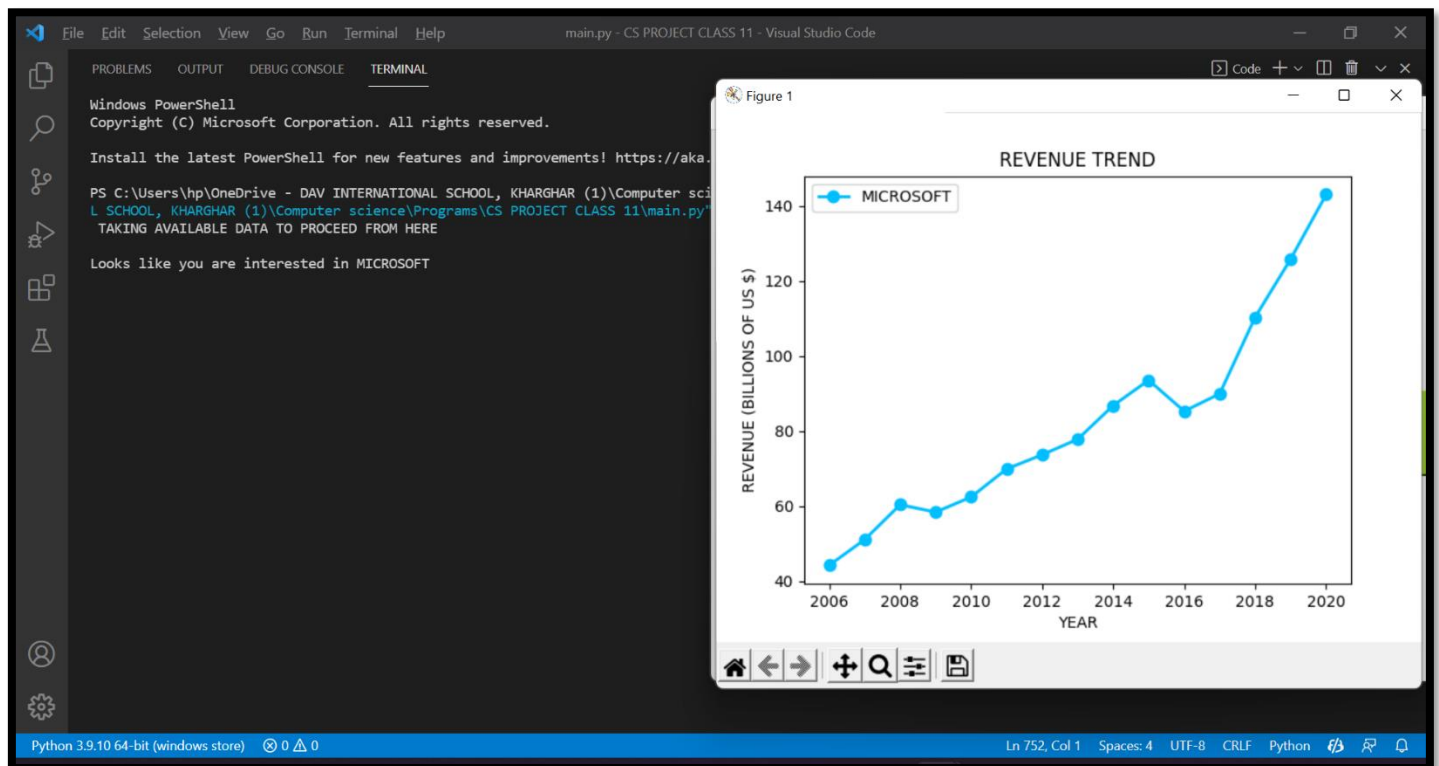 File Edit Selection View Go Run Terminal Help main.py - CS PROJECT CLASS 11 - Visual Studio Code
PROBLEMS OUTPUT DEBUG CONSOLE TERMINAL
Code
Windows PowerShell
Copyright (C) Microsoft Corporation. All rights reserved.
Install the latest PowerShell for new features and improvements! https://aka.
PS C:\Users\hp\OneDrive - DAV INTERNATIONAL SCHOOL, KHARGHAR (1)\Computer sci
L SCHOOL, KHARGHAR (1)\Computer science\Programs\CS PROJECT CLASS 11\main.py"
TAKING AVAILABLE DATA TO PROCEED FROM HERE
Looks like you are interested in MICROSOFT
Figure 1
REVENUE TREND
MICROSOFT
REVENUE (BILLIONS OF US $)
140
120
100
80
60
40
2006 2008 2010 2012 2014 2016 2018 2020
YEAR
Python 3.9.10 64-bit (windows store) 0 0 Ln 752, Col 1 Spaces: 4 UTF-8 CRLF Python